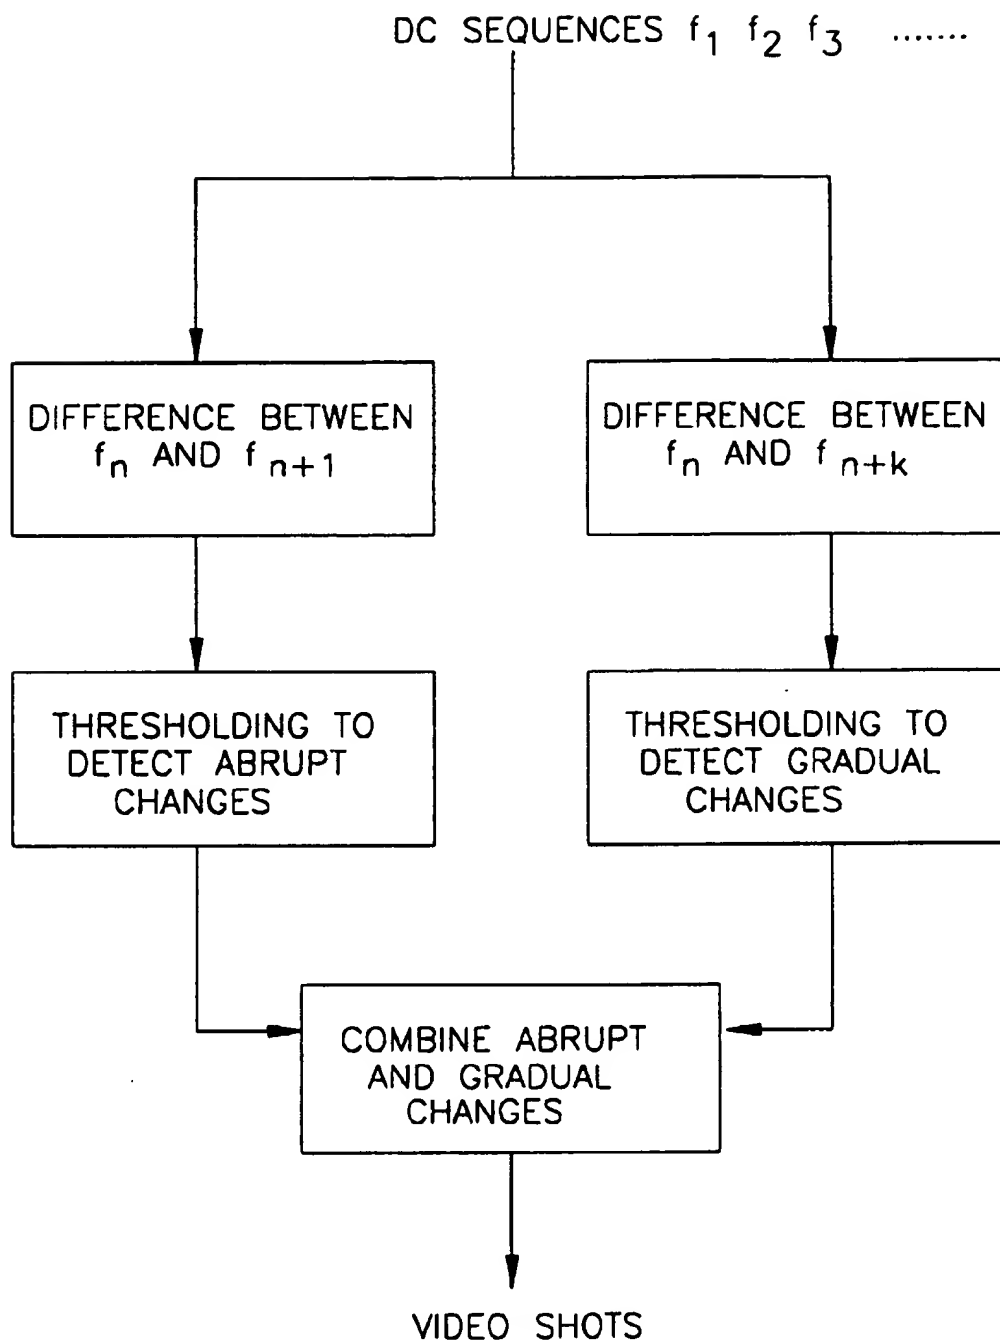 DC SEQUENCES f1 f2 f3 .......
DIFFERENCE BETWEEN
fn AND fn+1
DIFFERENCE BETWEEN
fn AND fn+k
THRESHOLDING TO
DETECT ABRUPT
CHANGES
THRESHOLDING TO
DETECT GRADUAL
CHANGES
COMBINE ABRUPT
AND GRADUAL
CHANGES
VIDEO SHOTS